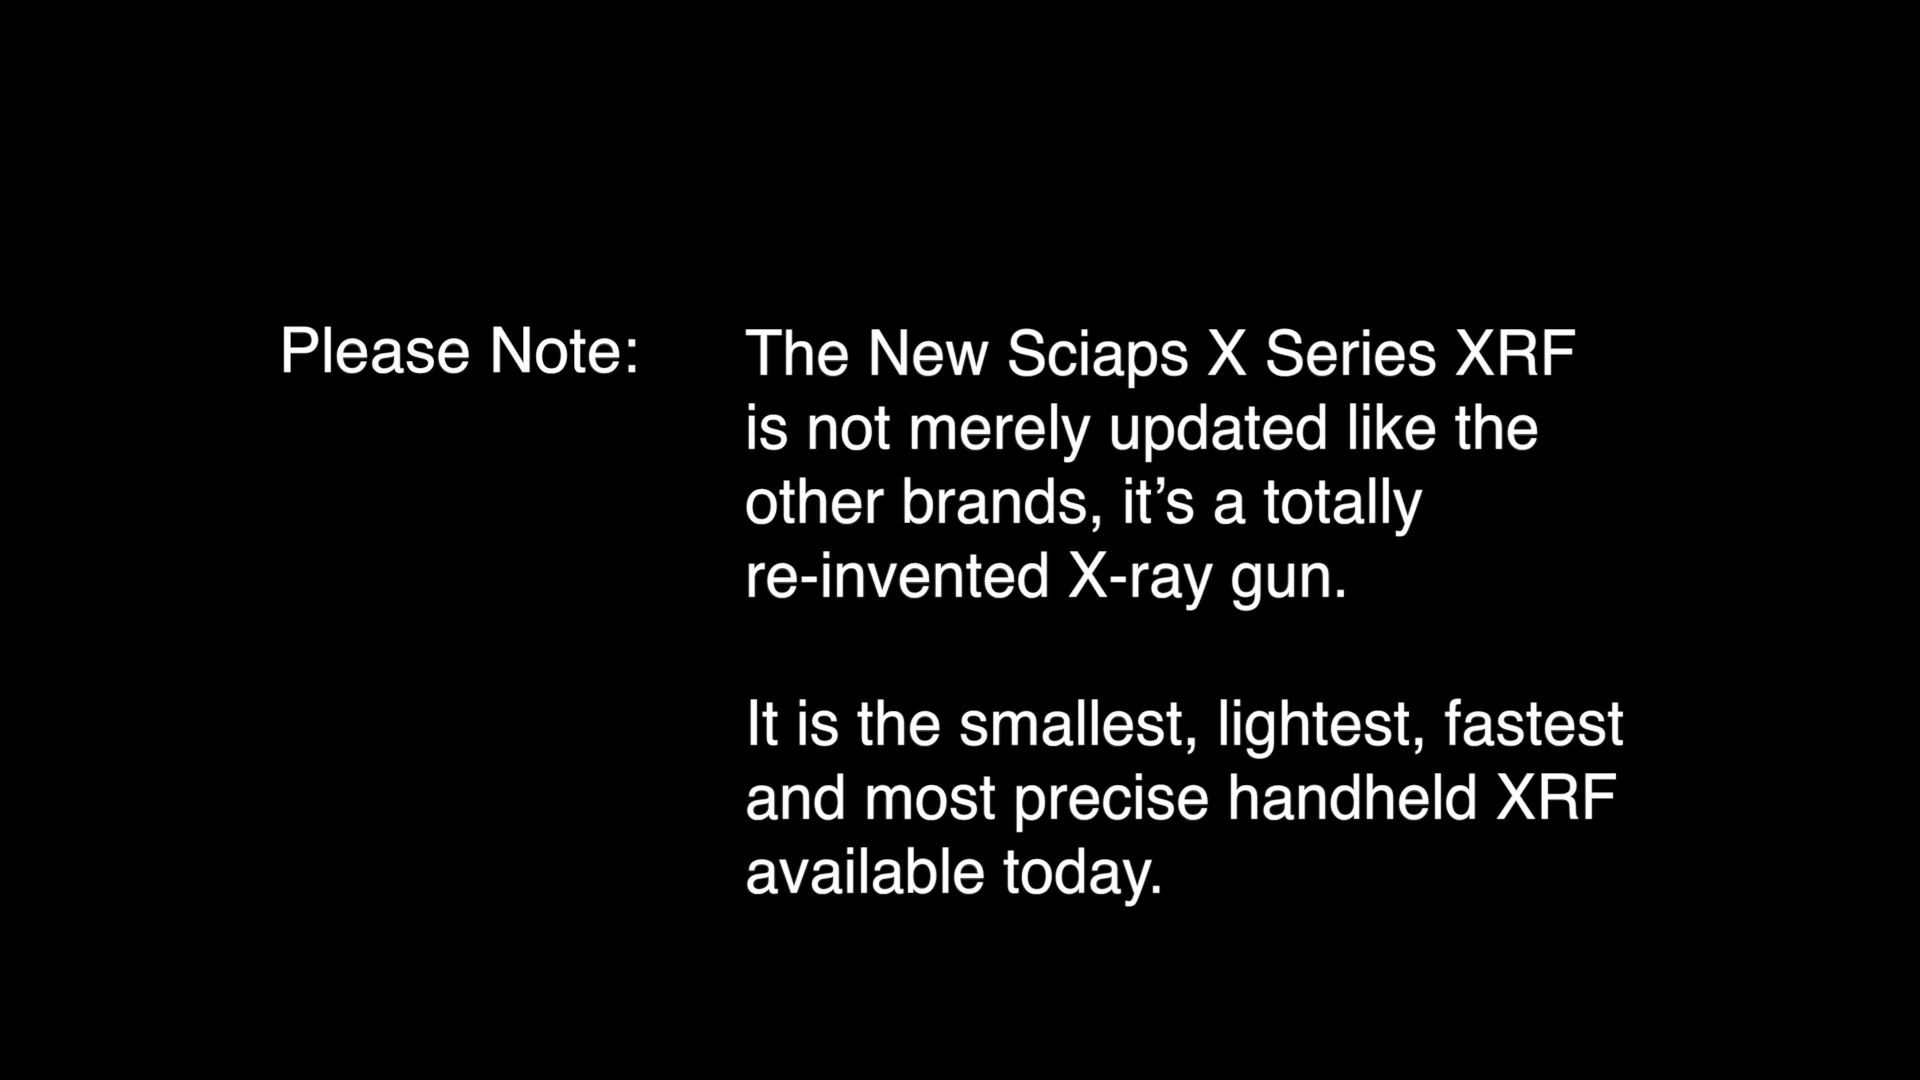 Please Note:
The New Sciaps X Series XRF
is not merely updated like the
other brands, it’s a totally
re-invented X-ray gun.
It is the smallest, lightest, fastest
and most precise handheld XRF
available today.